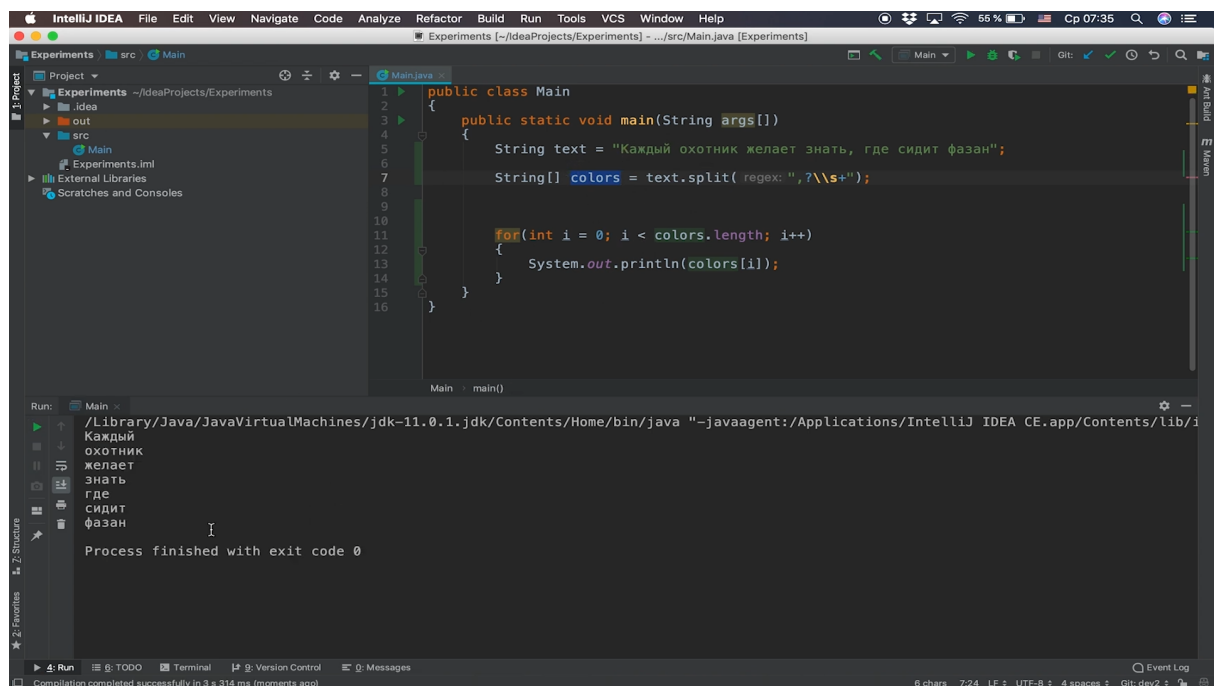 IntelliJ IDEA File Edit View Navigate Code Analyze Refactor Build Run Tools VCS Window Help 55 % Ср 07:35
Experiments [~/IdeaProjects/Experiments] - .../src/Main.java [Experiments]
Experiments src Main Main Git:
1: Project
Project
Main.java
Experiments ~/IdeaProjects/Experiments
.idea
out
src
Main
Experiments.iml
External Libraries
Scratches and Consoles
1 public class Main
2 {
3 public static void main(String args[])
4 {
5 String text = "Каждый охотник желает знать, где сидит фазан";
6
7 String[] colors = text.split( regex: ",?\\s+");
8
9
10
11 for(int i = 0; i < colors.length; i++)
12 {
13 System.out.println(colors[i]);
14 }
15 }
16 }
Main main()
Ant Build
Maven
Run: Main
/Library/Java/JavaVirtualMachines/jdk-11.0.1.jdk/Contents/Home/bin/java "-javaagent:/Applications/IntelliJ IDEA CE.app/Contents/lib/i
Каждый
охотник
желает
знать
где
сидит
фазан
Process finished with exit code 0
7: Structure
2: Favorites
4: Run 6: TODO Terminal 9: Version Control 0: Messages Event Log
Compilation completed successfully in 3 s 314 ms (moments ago) 6 chars 7:24 LF UTF-8 4 spaces Git: dev2